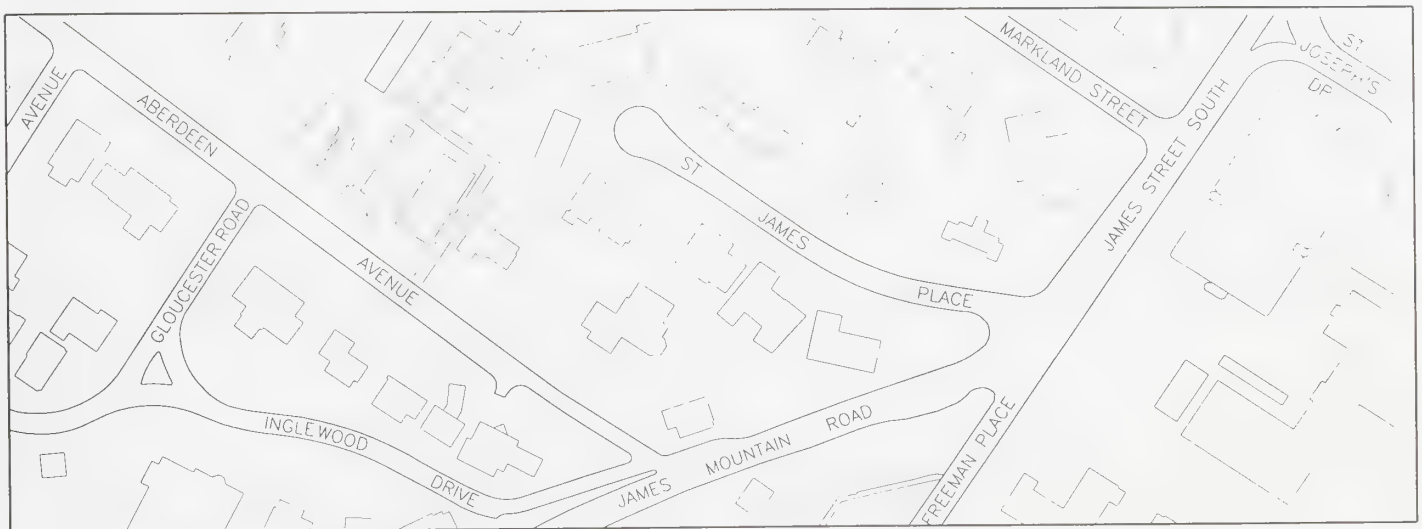 MARKLAND STREET
ST
JOSEPH'S
DR
AVENUE
ABERDEEN
AVENUE
JAMES STREET SOUTH
ST
JAMES
PLACE
GLOUCESTER ROAD
INGLEWOOD
DRIVE
JAMES
MOUNTAIN
ROAD
FREEMAN PLACE